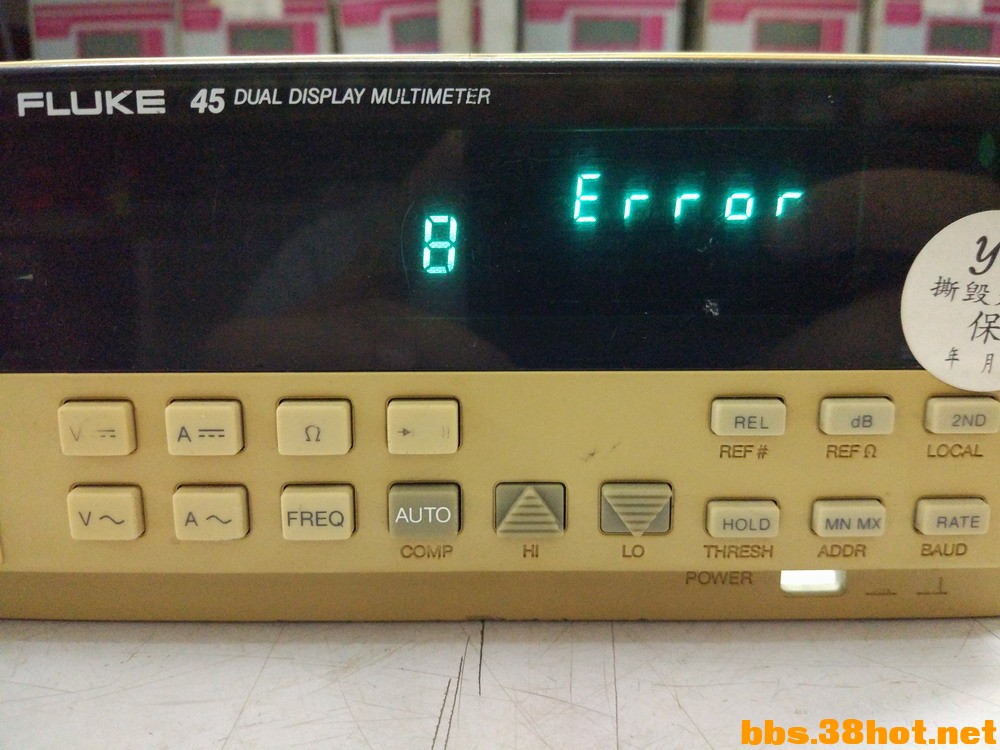 FLUKE 45 DUAL DISPLAY MULTIMETER
Error
8
撕毁
保
年 月
V A Ω
REL dB 2ND
REF # REF Ω LOCAL
V A FREQ AUTO
HOLD MN MX RATE
COMP HI LO THRESH ADDR BAUD
POWER
bbs.38hot.net